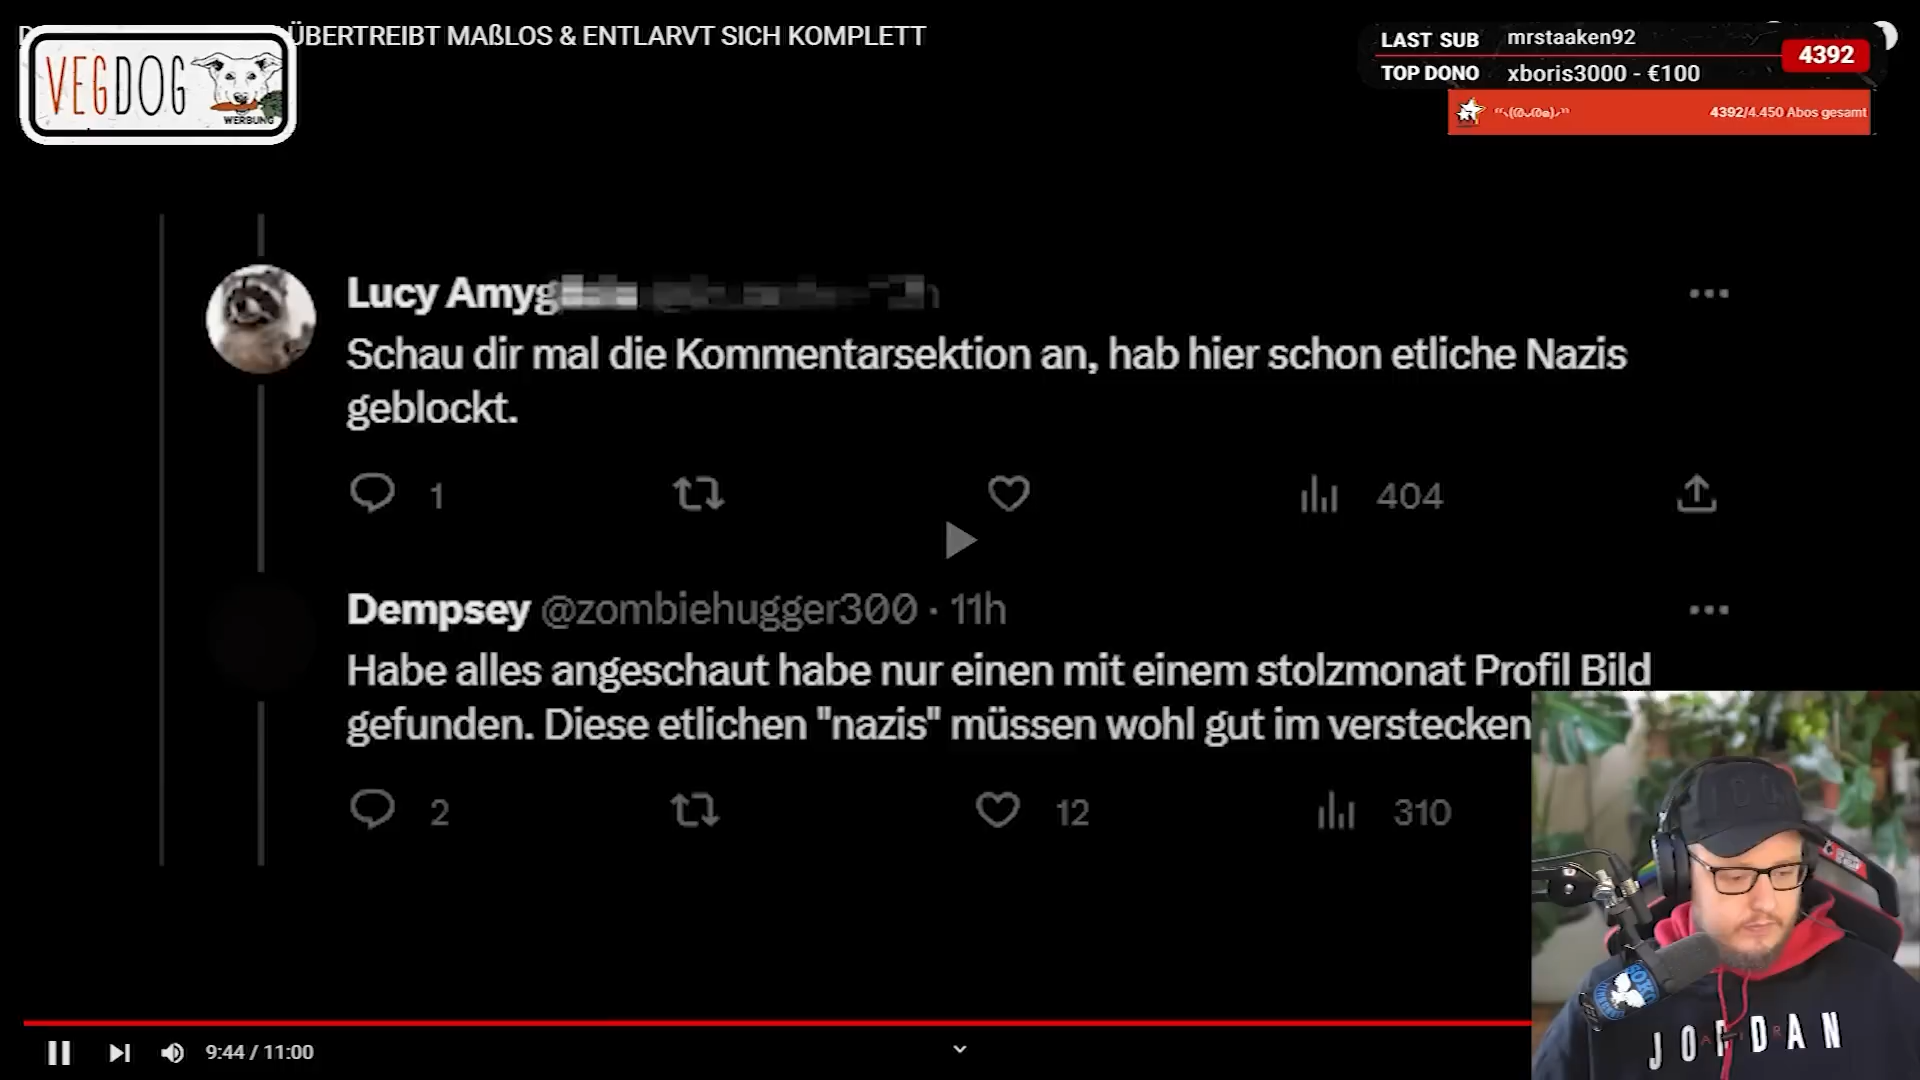 ÜBERTREIBT MAßLOS & ENTLARVT SICH KOMPLETT
VEGDOG
WERBUNG
LAST SUB mrstaaken92
TOP DONO xboris3000 - €100
4392
4392/4.450 Abos gesamt
Lucy Amyg
Schau dir mal die Kommentarsektion an, hab hier schon etliche Nazis
geblockt.
1
404
Dempsey @zombiehugger300 · 11h
Habe alles angeschaut habe nur einen mit einem stolzmonat Profil Bild
gefunden. Diese etlichen "nazis" müssen wohl gut im verstecken
2
12
310
9:44 / 11:00
JORDAN